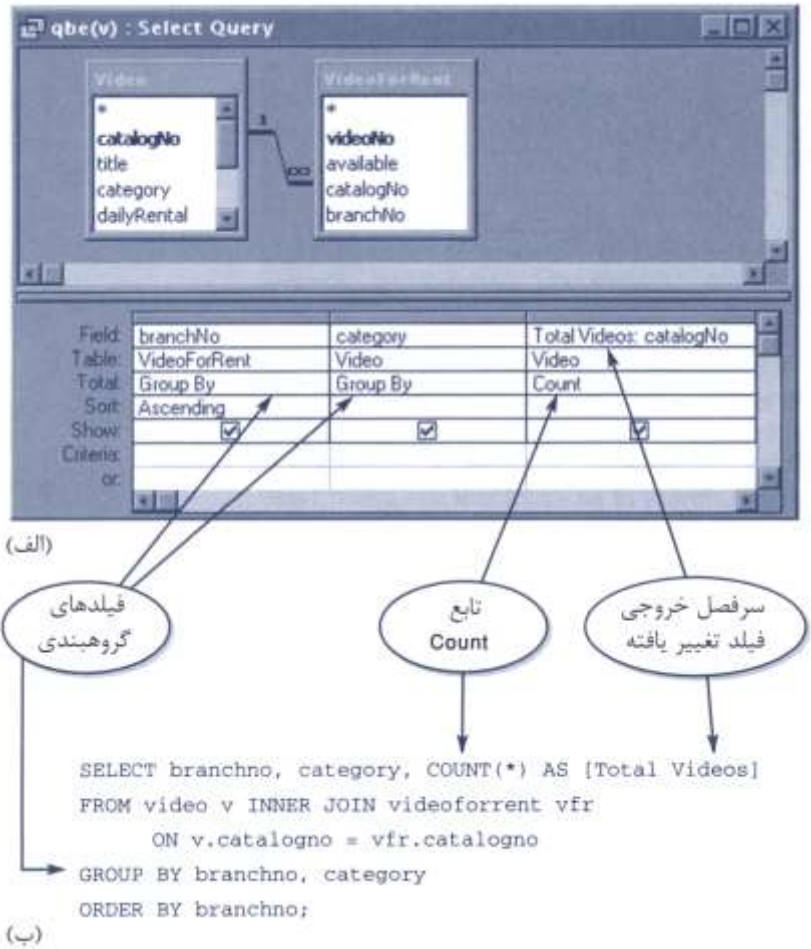 qbe(v) : Select Query
Video
*
catalogNo
title
category
dailyRental
1
∞
VideoForRent
*
videoNo
available
catalogNo
branchNo
Field: branchNo category Total Videos: catalogNo
Table: VideoForRent Video Video
Total: Group By Group By Count
Sort: Ascending
Show:
Criteria:
or:
(الف)
فیلدهای
گروهبندی
تابع
Count
سرفصل خروجی
فیلد تغییر یافته
SELECT branchno, category, COUNT(*) AS [Total Videos]
FROM video v INNER JOIN videoforrent vfr
ON v.catalogno = vfr.catalogno
GROUP BY branchno, category
ORDER BY branchno;
(ب)